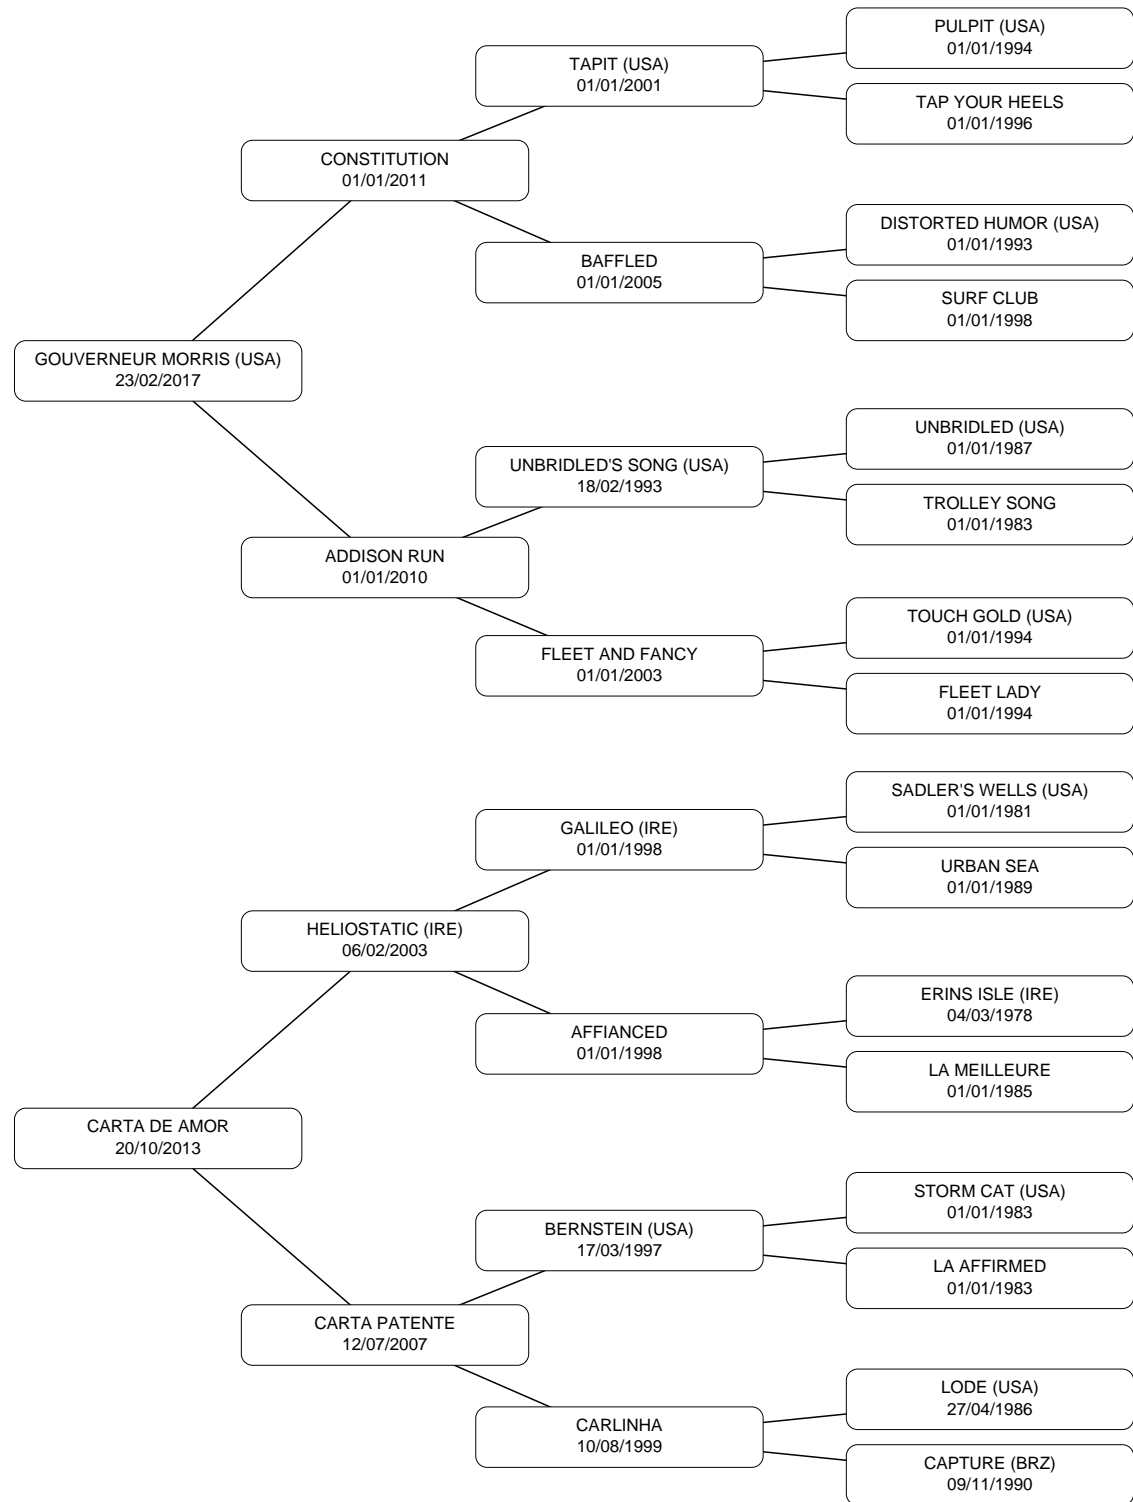 PULPIT (USA)
01/01/1994
TAPIT (USA)
01/01/2001
TAP YOUR HEELS
01/01/1996
CONSTITUTION
01/01/2011
DISTORTED HUMOR (USA)
01/01/1993
BAFFLED
01/01/2005
SURF CLUB
01/01/1998
GOUVERNEUR MORRIS (USA)
23/02/2017
UNBRIDLED (USA)
01/01/1987
UNBRIDLED'S SONG (USA)
18/02/1993
TROLLEY SONG
01/01/1983
ADDISON RUN
01/01/2010
TOUCH GOLD (USA)
01/01/1994
FLEET AND FANCY
01/01/2003
FLEET LADY
01/01/1994
SADLER'S WELLS (USA)
01/01/1981
GALILEO (IRE)
01/01/1998
URBAN SEA
01/01/1989
HELIOSTATIC (IRE)
06/02/2003
ERINS ISLE (IRE)
04/03/1978
AFFIANCED
01/01/1998
LA MEILLEURE
01/01/1985
CARTA DE AMOR
20/10/2013
STORM CAT (USA)
01/01/1983
BERNSTEIN (USA)
17/03/1997
LA AFFIRMED
01/01/1983
CARTA PATENTE
12/07/2007
LODE (USA)
27/04/1986
CARLINHA
10/08/1999
CAPTURE (BRZ)
09/11/1990